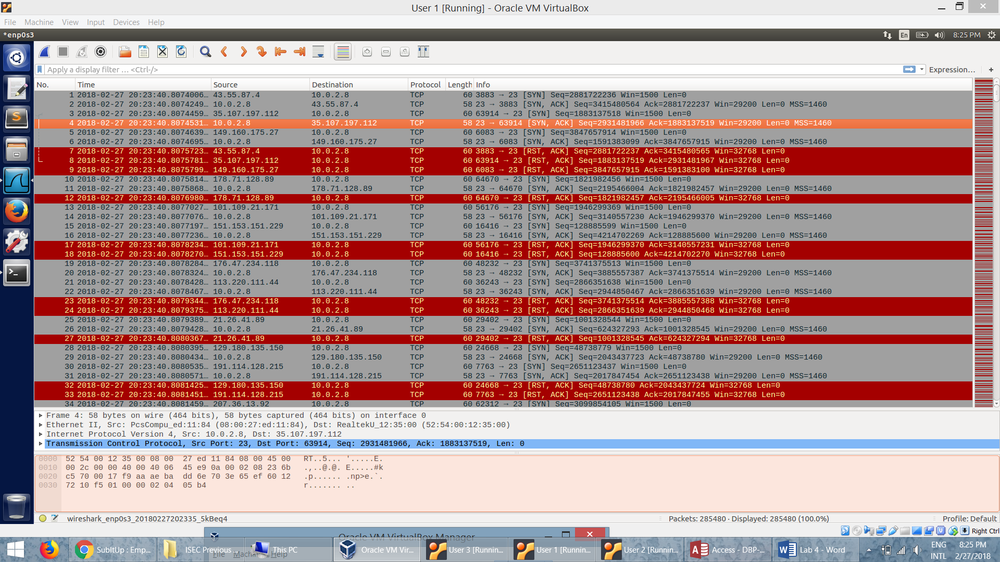 User 1 [Running] - Oracle VM VirtualBox
File Machine View Input Devices Help
*enp0s3 En 8:25 PM
Apply a display filter … <Ctrl-/> Expression… +
No. Time Source Destination Protocol Length Info
1 2018-02-27 20:23:40.8074006… 43.55.87.4 10.0.2.8 TCP 60 3883 → 23 [SYN] Seq=2881722236 Win=1500 Len=0
2 2018-02-27 20:23:40.8074249… 10.0.2.8 43.55.87.4 TCP 58 23 → 3883 [SYN, ACK] Seq=3415480564 Ack=2881722237 Win=29200 Len=0 MSS=1460
3 2018-02-27 20:23:40.8074459… 35.107.197.112 10.0.2.8 TCP 60 63914 → 23 [SYN] Seq=1883137518 Win=1500 Len=0
4 2018-02-27 20:23:40.8074531… 10.0.2.8 35.107.197.112 TCP 58 23 → 63914 [SYN, ACK] Seq=2931481966 Ack=1883137519 Win=29200 Len=0 MSS=1460
5 2018-02-27 20:23:40.8074639… 149.160.175.27 10.0.2.8 TCP 60 6083 → 23 [SYN] Seq=3847657914 Win=1500 Len=0
6 2018-02-27 20:23:40.8074695… 10.0.2.8 149.160.175.27 TCP 58 23 → 6083 [SYN, ACK] Seq=1591383099 Ack=3847657915 Win=29200 Len=0 MSS=1460
7 2018-02-27 20:23:40.8075723… 43.55.87.4 10.0.2.8 TCP 60 3883 → 23 [RST, ACK] Seq=2881722237 Ack=3415480565 Win=32768 Len=0
8 2018-02-27 20:23:40.8075781… 35.107.197.112 10.0.2.8 TCP 60 63914 → 23 [RST, ACK] Seq=1883137519 Ack=2931481967 Win=32768 Len=0
9 2018-02-27 20:23:40.8075799… 149.160.175.27 10.0.2.8 TCP 60 6083 → 23 [RST, ACK] Seq=3847657915 Ack=1591383100 Win=32768 Len=0
10 2018-02-27 20:23:40.8075814… 178.71.128.89 10.0.2.8 TCP 60 64670 → 23 [SYN] Seq=1821982456 Win=1500 Len=0
11 2018-02-27 20:23:40.8075868… 10.0.2.8 178.71.128.89 TCP 58 23 → 64670 [SYN, ACK] Seq=2195466004 Ack=1821982457 Win=29200 Len=0 MSS=1460
12 2018-02-27 20:23:40.8076980… 178.71.128.89 10.0.2.8 TCP 60 64670 → 23 [RST, ACK] Seq=1821982457 Ack=2195466005 Win=32768 Len=0
13 2018-02-27 20:23:40.8077027… 101.109.21.171 10.0.2.8 TCP 60 56176 → 23 [SYN] Seq=1946299369 Win=1500 Len=0
14 2018-02-27 20:23:40.8077076… 10.0.2.8 101.109.21.171 TCP 58 23 → 56176 [SYN, ACK] Seq=3140557230 Ack=1946299370 Win=29200 Len=0 MSS=1460
15 2018-02-27 20:23:40.8077197… 151.153.151.229 10.0.2.8 TCP 60 16416 → 23 [SYN] Seq=128885599 Win=1500 Len=0
16 2018-02-27 20:23:40.8077236… 10.0.2.8 151.153.151.229 TCP 58 23 → 16416 [SYN, ACK] Seq=4214702269 Ack=128885600 Win=29200 Len=0 MSS=1460
17 2018-02-27 20:23:40.8078234… 101.109.21.171 10.0.2.8 TCP 60 56176 → 23 [RST, ACK] Seq=1946299370 Ack=3140557231 Win=32768 Len=0
18 2018-02-27 20:23:40.8078270… 151.153.151.229 10.0.2.8 TCP 60 16416 → 23 [RST, ACK] Seq=128885600 Ack=4214702270 Win=32768 Len=0
19 2018-02-27 20:23:40.8078284… 176.47.234.118 10.0.2.8 TCP 60 48232 → 23 [SYN] Seq=3741375513 Win=1500 Len=0
20 2018-02-27 20:23:40.8078324… 10.0.2.8 176.47.234.118 TCP 58 23 → 48232 [SYN, ACK] Seq=3885557387 Ack=3741375514 Win=29200 Len=0 MSS=1460
21 2018-02-27 20:23:40.8078428… 113.220.111.44 10.0.2.8 TCP 60 36243 → 23 [SYN] Seq=2866351638 Win=1500 Len=0
22 2018-02-27 20:23:40.8078467… 10.0.2.8 113.220.111.44 TCP 58 23 → 36243 [SYN, ACK] Seq=2944850467 Ack=2866351639 Win=29200 Len=0 MSS=1460
23 2018-02-27 20:23:40.8079344… 176.47.234.118 10.0.2.8 TCP 60 48232 → 23 [RST, ACK] Seq=3741375514 Ack=3885557388 Win=32768 Len=0
24 2018-02-27 20:23:40.8079375… 113.220.111.44 10.0.2.8 TCP 60 36243 → 23 [RST, ACK] Seq=2866351639 Ack=2944850468 Win=32768 Len=0
25 2018-02-27 20:23:40.8079389… 21.26.41.89 10.0.2.8 TCP 60 29402 → 23 [SYN] Seq=1001328544 Win=1500 Len=0
26 2018-02-27 20:23:40.8079428… 10.0.2.8 21.26.41.89 TCP 58 23 → 29402 [SYN, ACK] Seq=624327293 Ack=1001328545 Win=29200 Len=0 MSS=1460
27 2018-02-27 20:23:40.8080367… 21.26.41.89 10.0.2.8 TCP 60 29402 → 23 [RST, ACK] Seq=1001328545 Ack=624327294 Win=32768 Len=0
28 2018-02-27 20:23:40.8080395… 129.180.135.150 10.0.2.8 TCP 60 24668 → 23 [SYN] Seq=48738779 Win=1500 Len=0
29 2018-02-27 20:23:40.8080434… 10.0.2.8 129.180.135.150 TCP 58 23 → 24668 [SYN, ACK] Seq=2043437723 Ack=48738780 Win=29200 Len=0 MSS=1460
30 2018-02-27 20:23:40.8080535… 191.114.128.215 10.0.2.8 TCP 60 7763 → 23 [SYN] Seq=2651123437 Win=1500 Len=0
31 2018-02-27 20:23:40.8080571… 10.0.2.8 191.114.128.215 TCP 58 23 → 7763 [SYN, ACK] Seq=2017847454 Ack=2651123438 Win=29200 Len=0 MSS=1460
32 2018-02-27 20:23:40.8081425… 129.180.135.150 10.0.2.8 TCP 60 24668 → 23 [RST, ACK] Seq=48738780 Ack=2043437724 Win=32768 Len=0
33 2018-02-27 20:23:40.8081451… 191.114.128.215 10.0.2.8 TCP 60 7763 → 23 [RST, ACK] Seq=2651123438 Ack=2017847455 Win=32768 Len=0
34 2018-02-27 20:23:40.8081459… 207.36.13.92 10.0.2.8 TCP 60 62312 → 23 [SYN] Seq=3099854105 Win=1500 Len=0
Frame 4: 58 bytes on wire (464 bits), 58 bytes captured (464 bits) on interface 0
Ethernet II, Src: PcsCompu_ed:11:84 (08:00:27:ed:11:84), Dst: RealtekU_12:35:00 (52:54:00:12:35:00)
Internet Protocol Version 4, Src: 10.0.2.8, Dst: 35.107.197.112
Transmission Control Protocol, Src Port: 23, Dst Port: 63914, Seq: 2931481966, Ack: 1883137519, Len: 0
0000 52 54 00 12 35 00 08 00 27 ed 11 84 08 00 45 00 RT..5... '.....E.
0010 00 2c 00 00 40 00 40 06 45 e9 0a 00 02 08 23 6b .,..@.@. E.....#k
0020 c5 70 00 17 f9 aa ae ba dd 6e 70 3e 65 ef 60 12 .p...... .np>e.`.
0030 72 10 f5 01 00 00 02 04 05 b4 r....... ..
wireshark_enp0s3_20180227202335_5kBeq4 Packets: 285480 · Displayed: 285480 (100.0%) Profile: Default
Right Ctrl
Oracle VM VirtualBox Manager
File Machi Help
SubItUp : Emp... ISEC Previous This PC Oracle VM Vir... User 3 [Runnin... User 1 [Runnin... User 2 [Runnin... Access - DBP-... Lab 4 - Word
ENG INTL
8:25 PM
2/27/2018